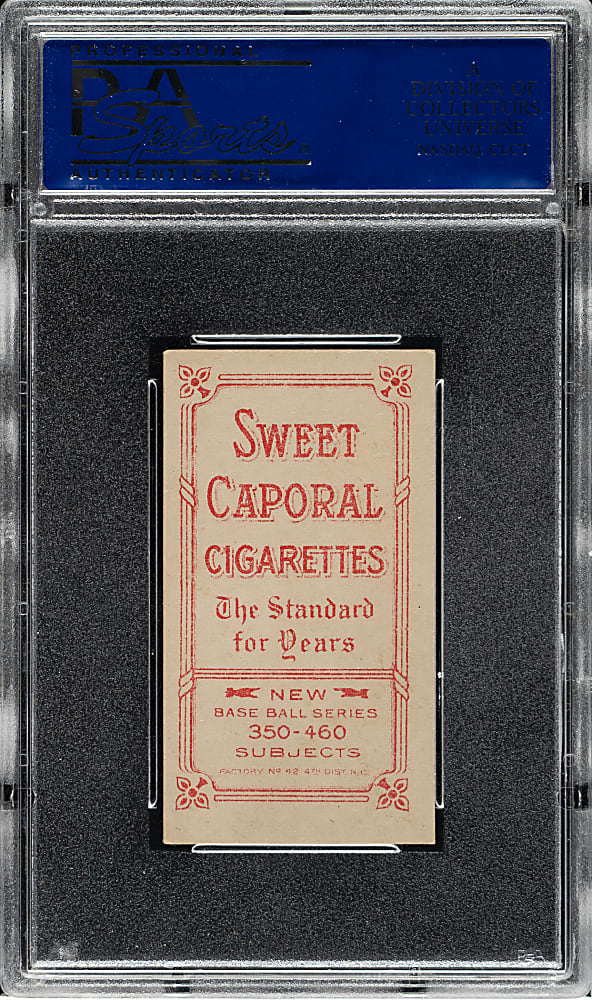 PROFESSIONAL
PSA
Sports
AUTHENTICATOR
A
DIVISION OF
COLLECTORS
UNIVERSE
NASDAQ: CLCT
SWEET
CAPORAL
CIGARETTES
The Standard
for Years
NEW
BASE BALL SERIES
350-460
SUBJECTS
FACTORY Nº 42 4TH DIST. N.C.
PSA